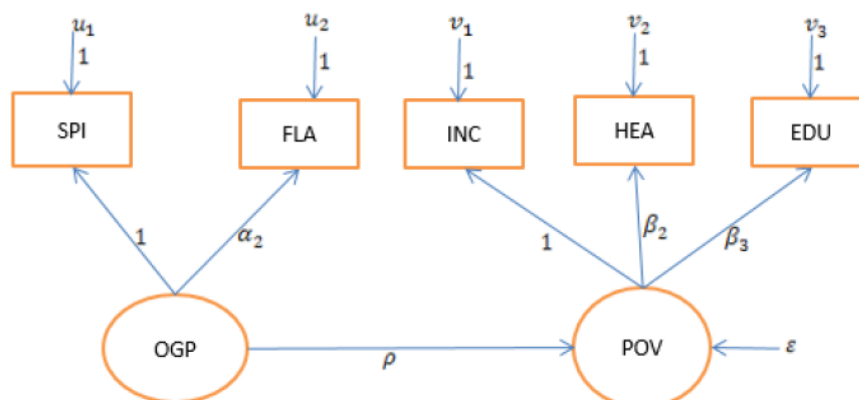 u₁ u₂ v₁ v₂ v₃
1 1 1 1 1
SPI FLA INC HEA EDU
1 α₂ 1 β₂ β₃
OGP ρ POV ε